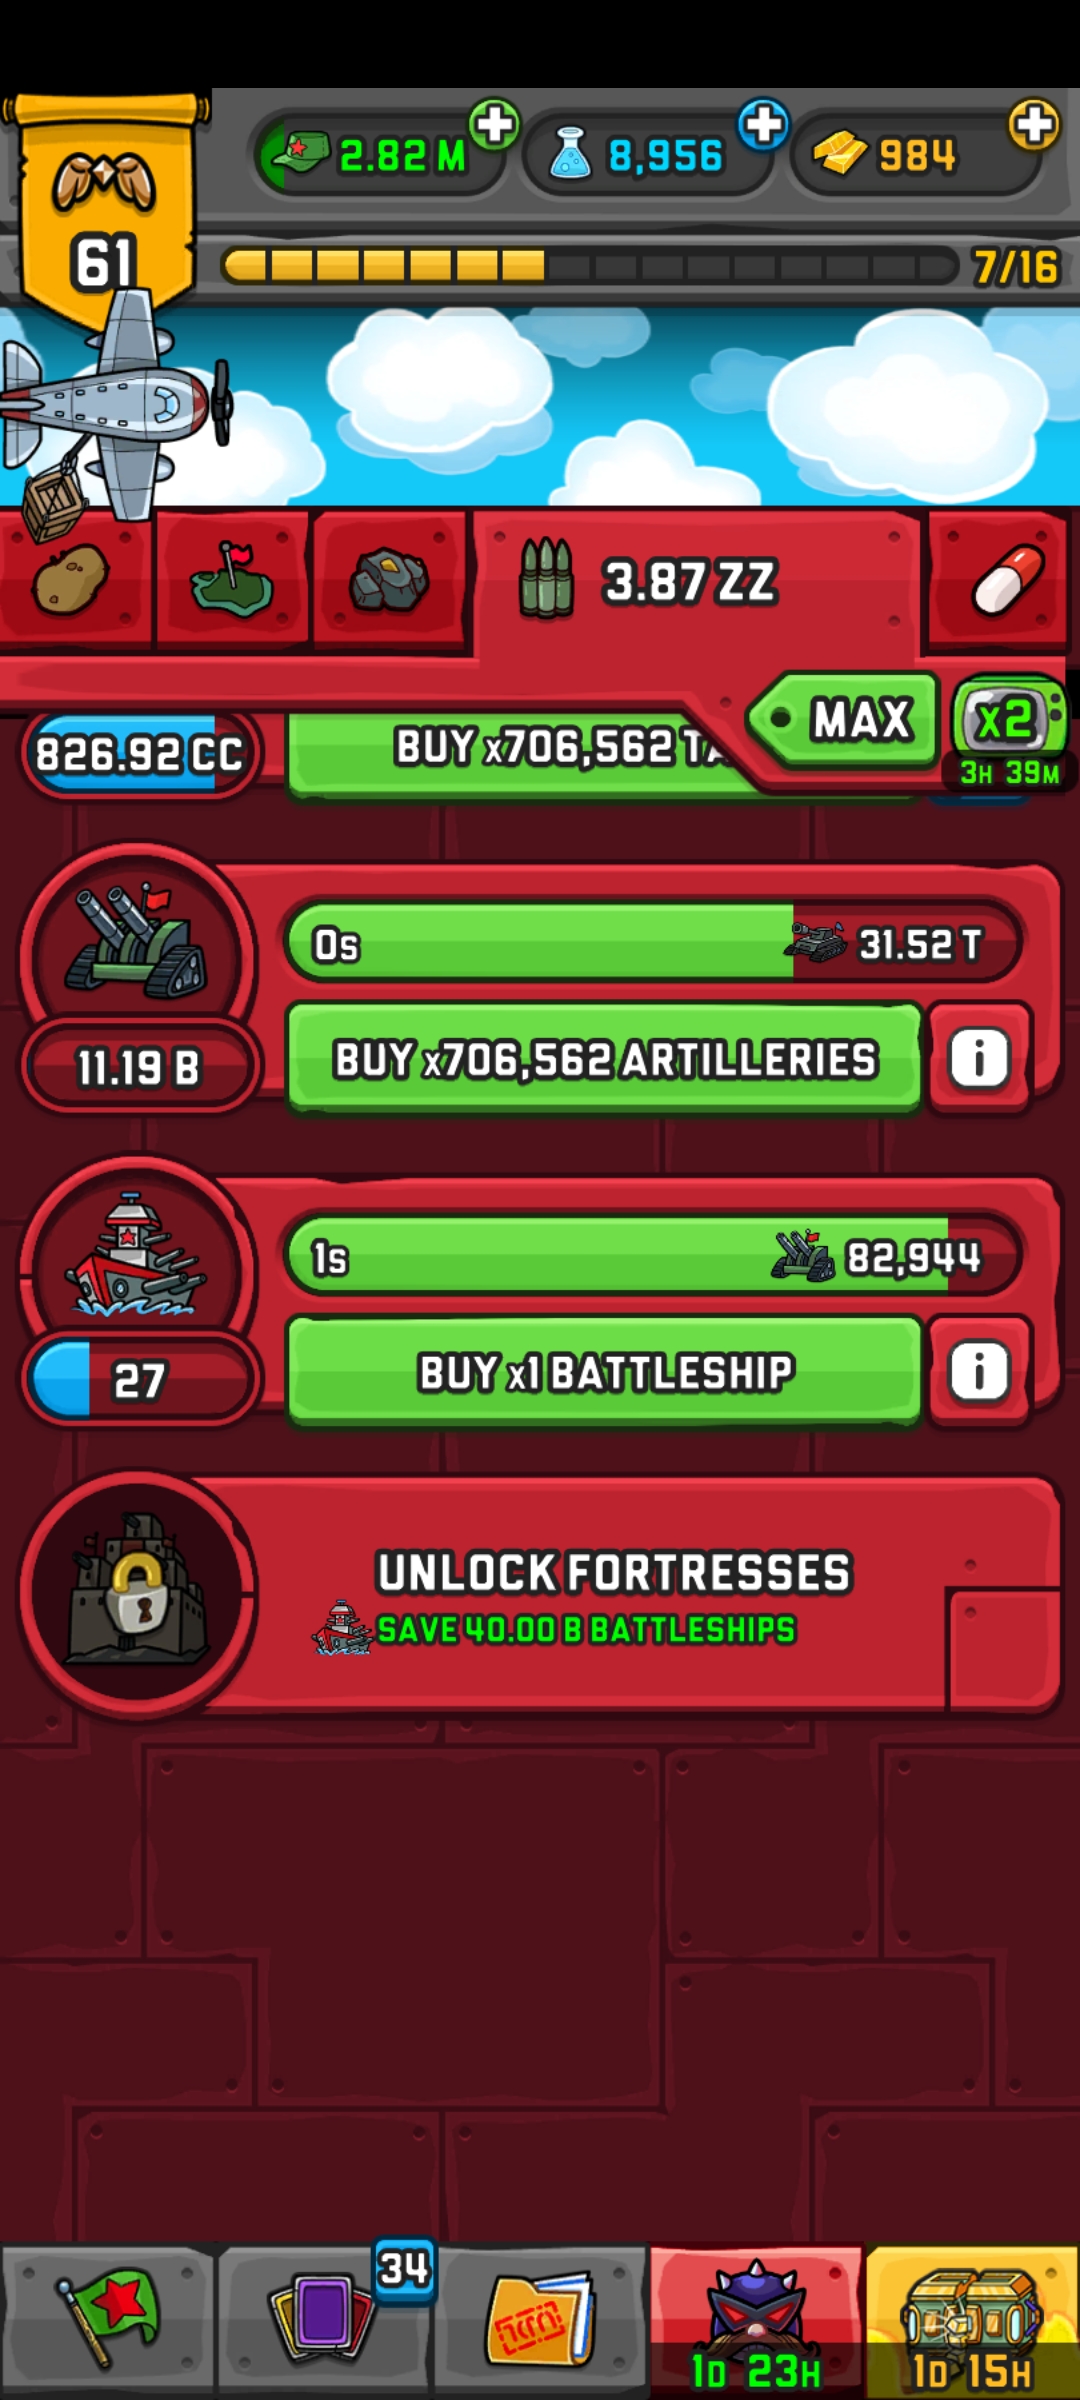 2.82 M
8,956
984
61
7/16
3.87 ZZ
MAX
x2
3H 39M
826.92 CC
BUY x706,562
0s
31.52 T
11.19 B
BUY x706,562 ARTILLERIES
i
1s
82,944
27
BUY x1 BATTLESHIP
i
UNLOCK FORTRESSES
SAVE 40.00 B BATTLESHIPS
34
1D 23H
1D 15H